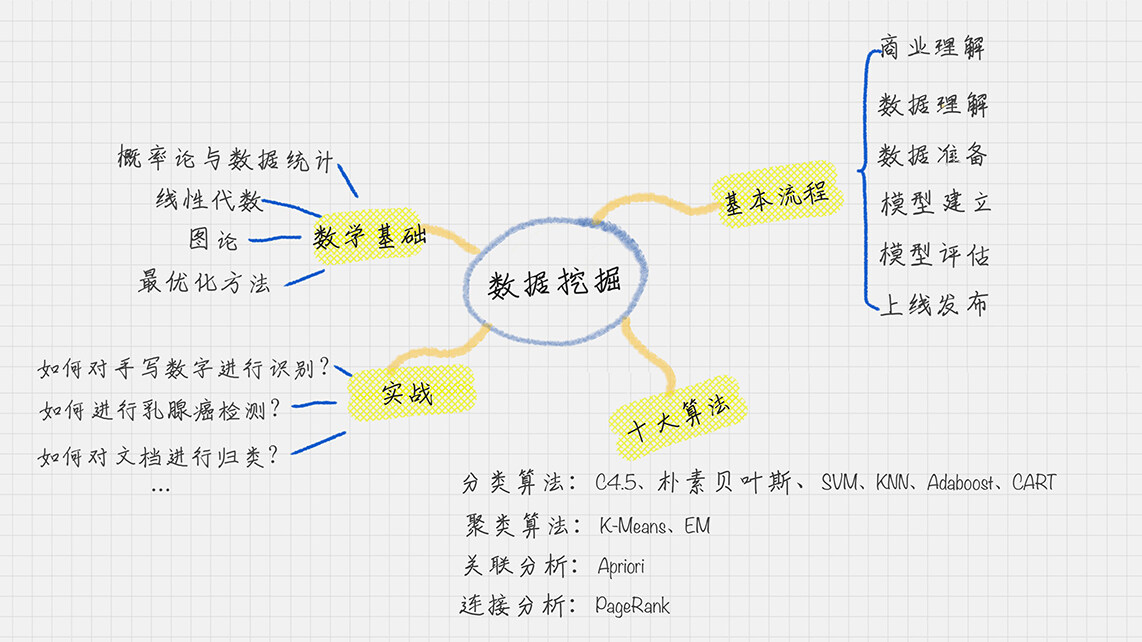 数据挖掘
基本流程
商业理解
数据理解
数据准备
模型建立
模型评估
上线发布
数学基础
概率论与数据统计
线性代数
图论
最优化方法
实战
如何对手写数字进行识别?
如何进行乳腺癌检测?
如何对文档进行归类?
...
十大算法
分类算法: C4.5、朴素贝叶斯、SVM、KNN、Adaboost、CART
聚类算法: K-Means、EM
关联分析: Apriori
连接分析: PageRank